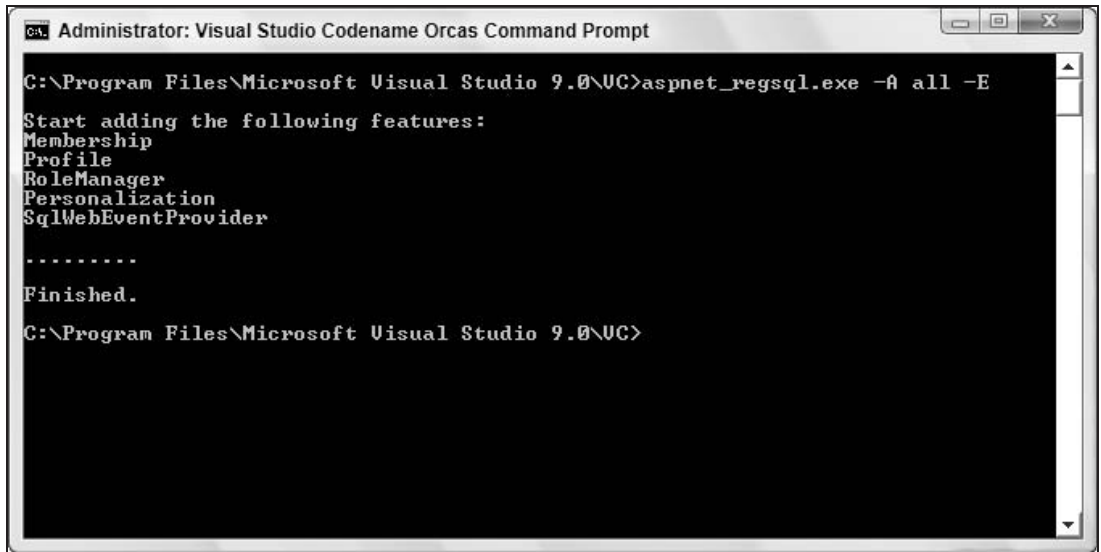 C:\. Administrator: Visual Studio Codename Orcas Command Prompt
C:\Program Files\Microsoft Visual Studio 9.0\VC>aspnet_regsql.exe -A all -E
Start adding the following features:
Membership
Profile
RoleManager
Personalization
SqlWebEventProvider
.........
Finished.
C:\Program Files\Microsoft Visual Studio 9.0\VC>